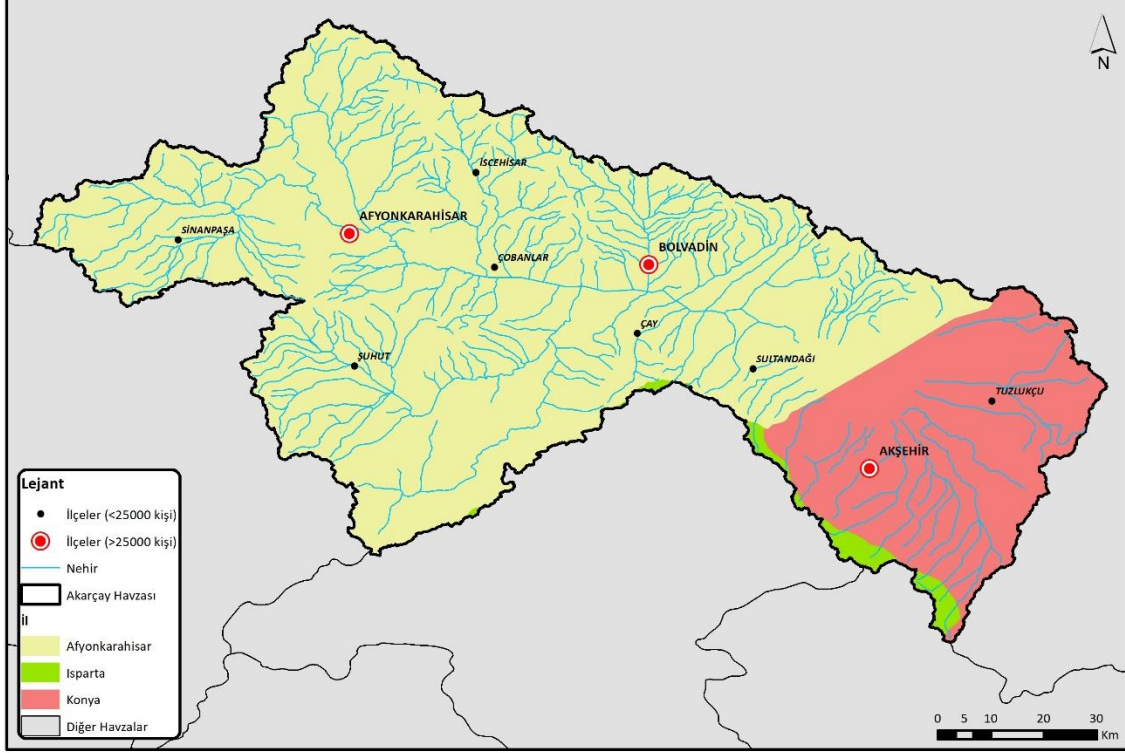 N
İSCEHİSAR
AFYONKARAHİSAR
SİNANPAŞA
BOLVADİN
ÇOBANLAR
ÇAY
ŞUHUT
SULTANDAĞI
TUZLUKÇU
AKŞEHİR
Lejant
İlçeler (<25000 kişi)
İlçeler (>25000 kişi)
Nehir
Akarçay Havzası
İl
Afyonkarahisar
Isparta
Konya
Diğer Havzalar
0 5 10 20 30
Km